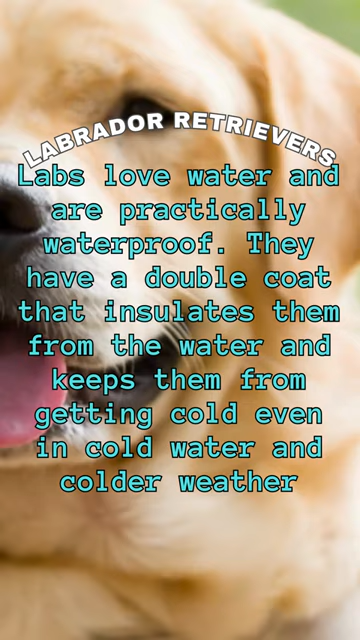 LABRADOR RETRIEVERS
Labs love water and
are practically
waterproof. They
have a double coat
that insulates them
from the water and
keeps them from
getting cold even
in cold water and
colder weather